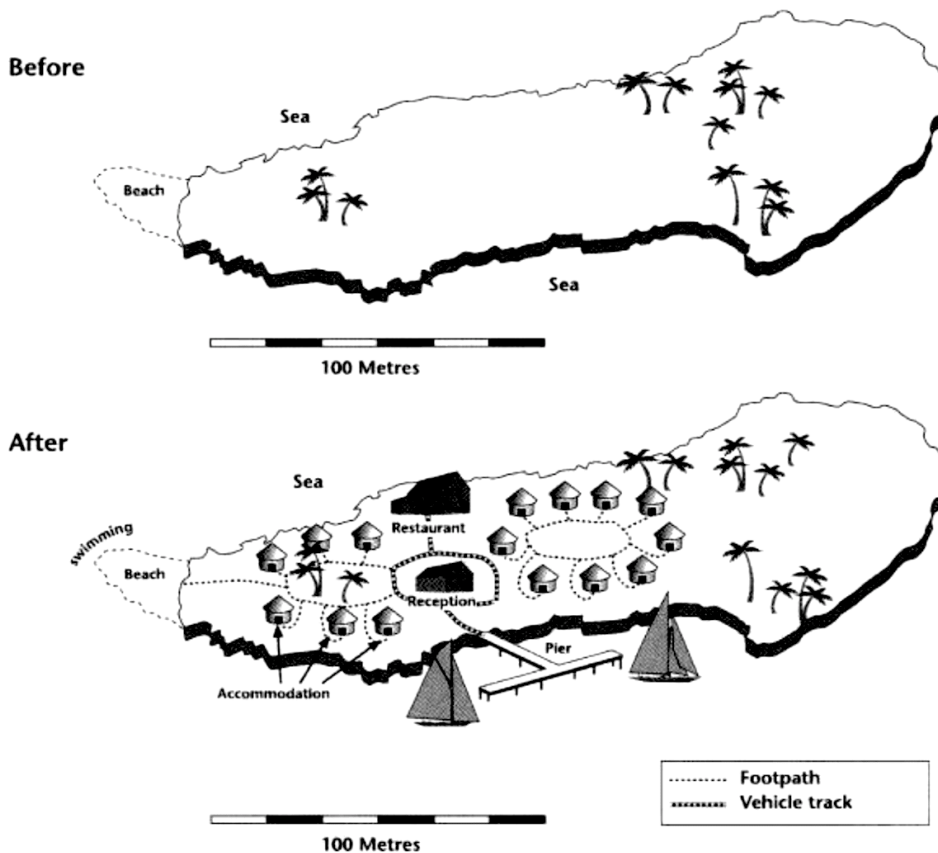 Before
Sea
Beach
Sea
100 Metres
After
Sea
swimming
Restaurant
Beach
Reception
Pier
Accommodation
Footpath
Vehicle track
100 Metres